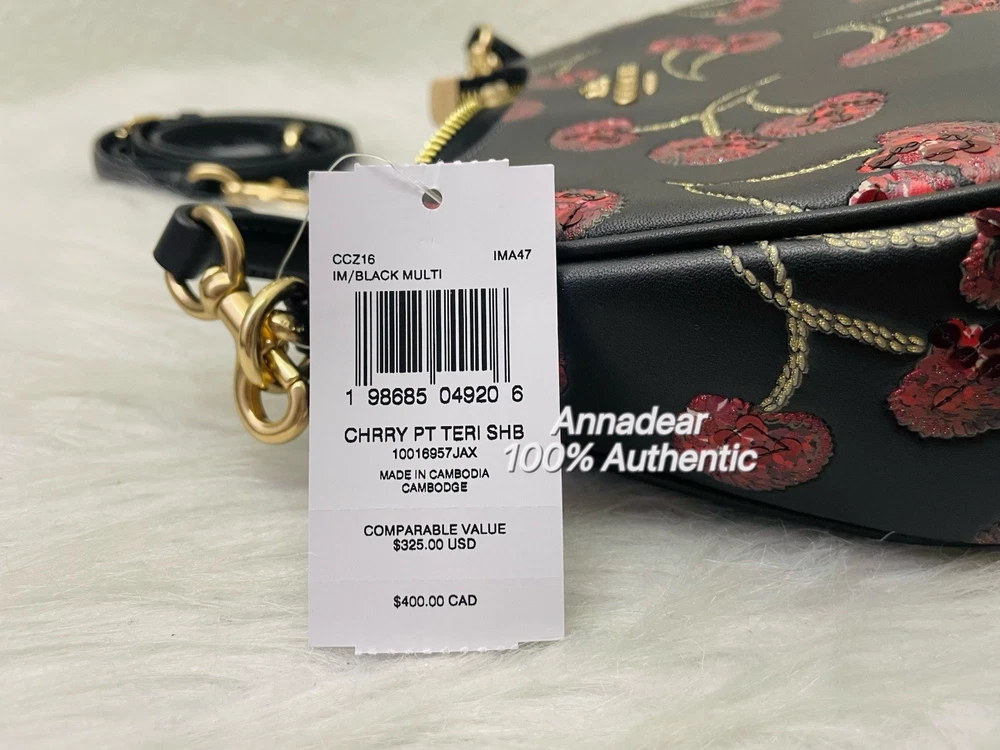 CCZ16 IMA47
IM/BLACK MULTI
1 98685 04920 6
CHRRY PT TERI SHB
10016957JAX
MADE IN CAMBODIA
CAMBODGE
COMPARABLE VALUE
$325.00 USD
$400.00 CAD
Annadear
100% Authentic